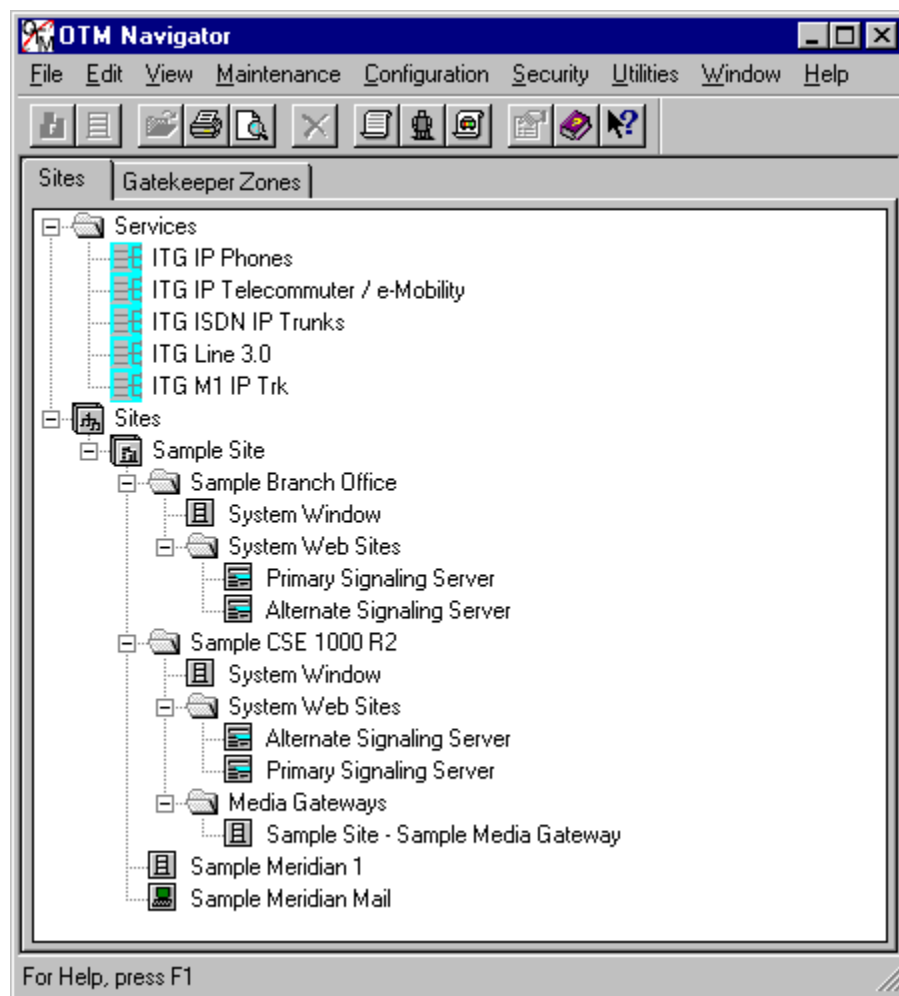 OTM Navigator
File Edit View Maintenance Configuration Security Utilities Window Help
Sites Gatekeeper Zones
Services
ITG IP Phones
ITG IP Telecommuter / e-Mobility
ITG ISDN IP Trunks
ITG Line 3.0
ITG M1 IP Trk
Sites
Sample Site
Sample Branch Office
System Window
System Web Sites
Primary Signaling Server
Alternate Signaling Server
Sample CSE 1000 R2
System Window
System Web Sites
Alternate Signaling Server
Primary Signaling Server
Media Gateways
Sample Site - Sample Media Gateway
Sample Meridian 1
Sample Meridian Mail
For Help, press F1